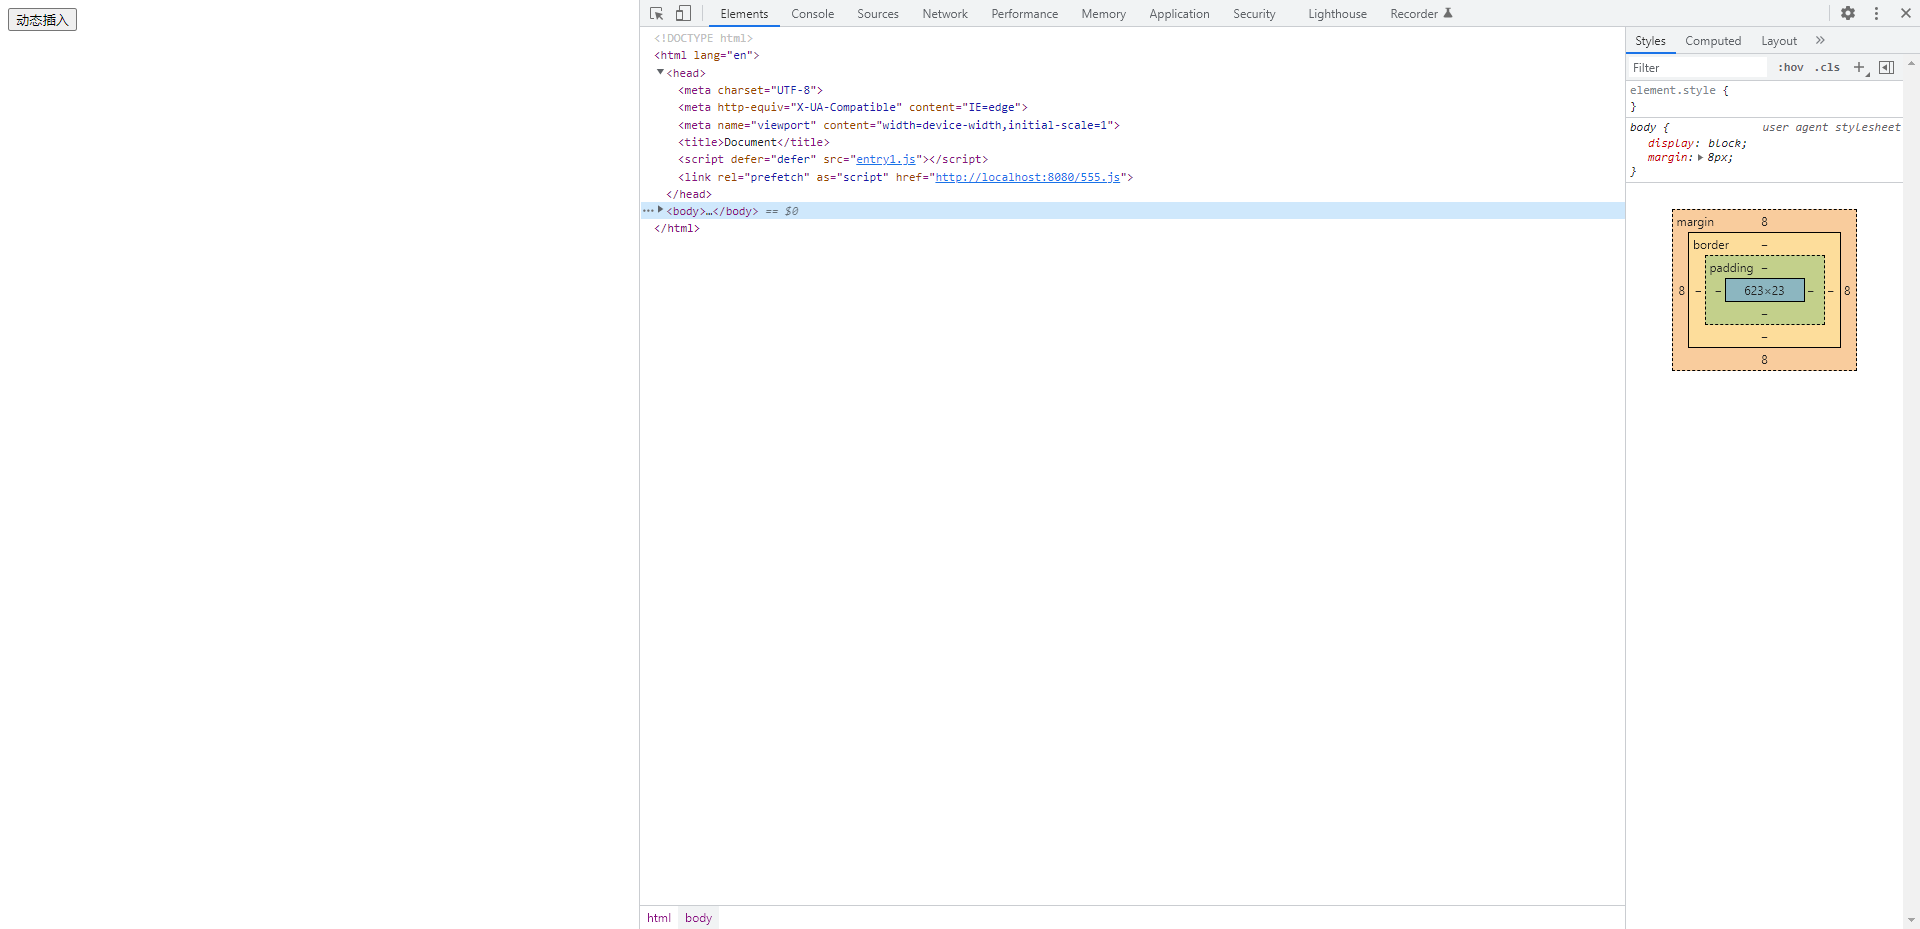 动态插入
Elements Console Sources Network Performance Memory Application Security Lighthouse Recorder
<!DOCTYPE html>
<html lang="en">
<head>
<meta charset="UTF-8">
<meta http-equiv="X-UA-Compatible" content="IE=edge">
<meta name="viewport" content="width=device-width,initial-scale=1">
<title>Document</title>
<script defer="defer" src="entry1.js"></script>
<link rel="prefetch" as="script" href="http://localhost:8080/555.js">
</head>
<body>…</body> == $0
</html>
html body
Styles Computed Layout »
Filter :hov .cls +
element.style {
}
body { user agent stylesheet
display: block;
margin: 8px;
}
margin 8
border –
padding –
8 – – 623×23 – – 8
–
–
8